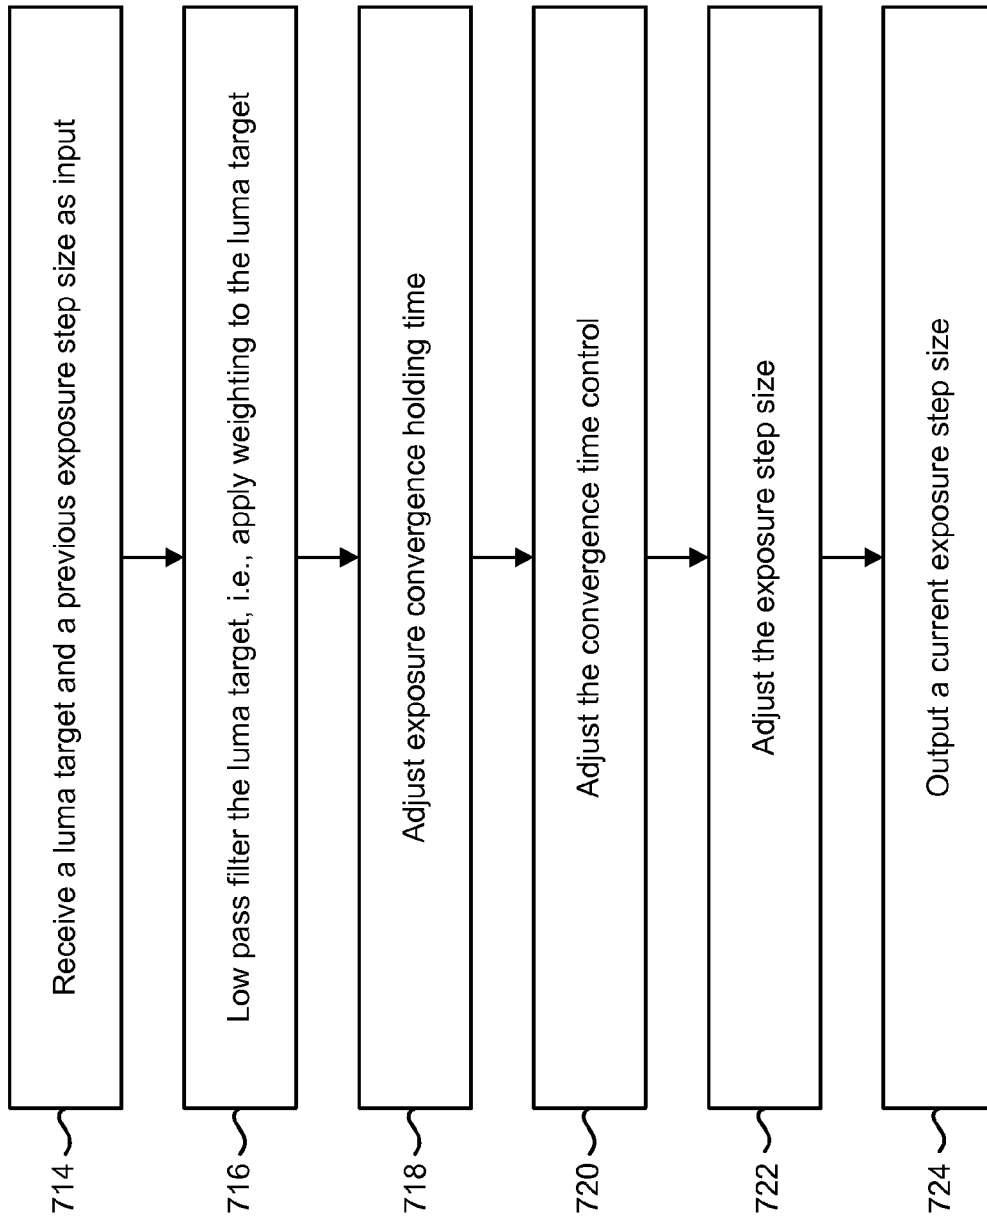 714
Receive a luma target and a previous exposure step size as input
716
Low pass filter the luma target, i.e., apply weighting to the luma target
718
Adjust exposure convergence holding time
720
Adjust the convergence time control
722
Adjust the exposure step size
724
Output a current exposure step size